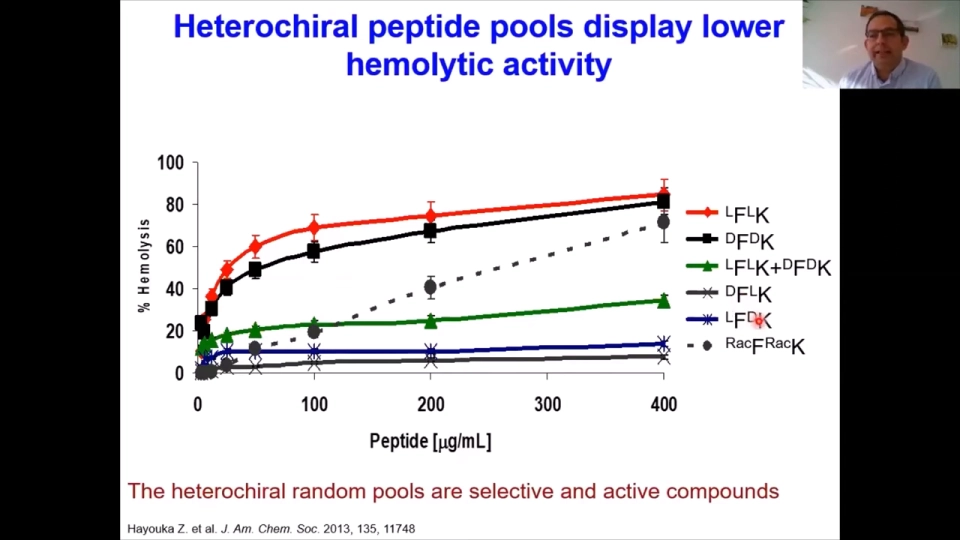 Heterochiral peptide pools display lower
hemolytic activity
100
80
60
40
20
0
% Hemolysis
0
100
200
300
400
Peptide [µg/mL]
ᴸFᴸK
ᴰFᴰK
ᴸFᴸK+ᴰFᴰK
ᴰFᴸK
ᴸFᴰK
ᴿᵃᶜFᴿᵃᶜK
The heterochiral random pools are selective and active compounds
Hayouka Z. et al. J. Am. Chem. Soc. 2013, 135, 11748